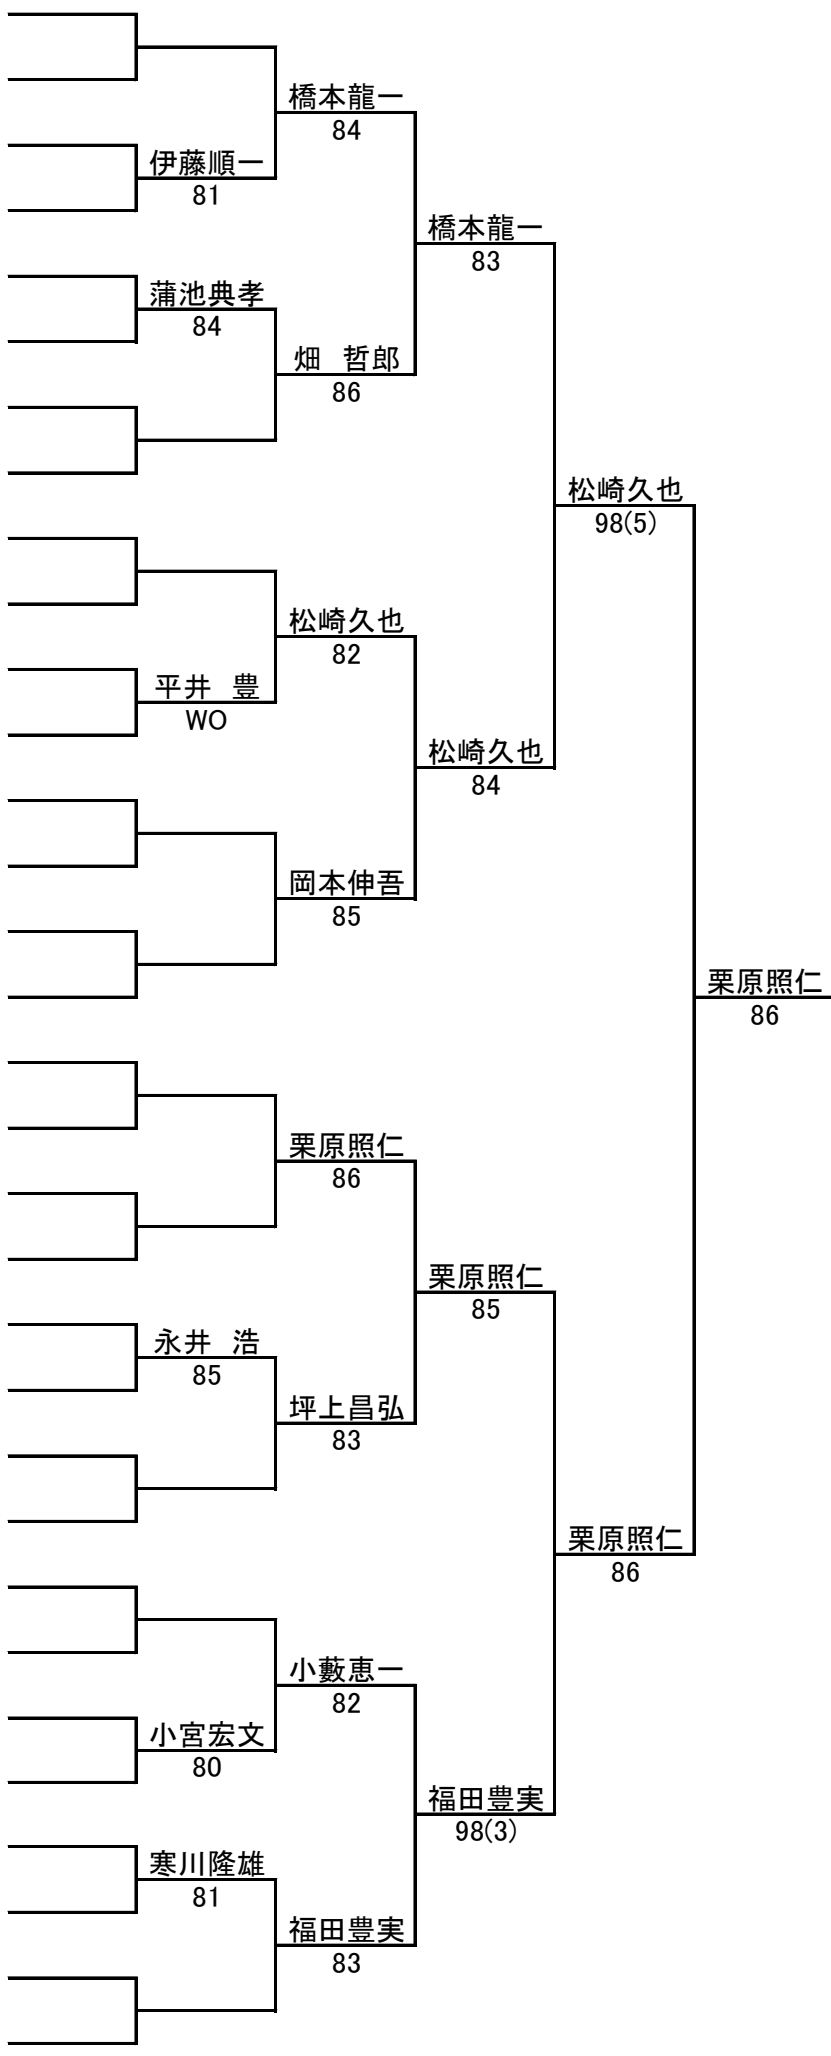 橋本龍一
84
伊藤順一
81
橋本龍一
83
蒲池典孝
84
畑　哲郎
86
松崎久也
98(5)
松崎久也
82
平井　豊
WO
松崎久也
84
岡本伸吾
85
栗原照仁
86
栗原照仁
86
栗原照仁
85
永井　浩
85
坪上昌弘
83
栗原照仁
86
小藪恵一
82
小宮宏文
80
福田豊実
98(3)
寒川隆雄
81
福田豊実
83